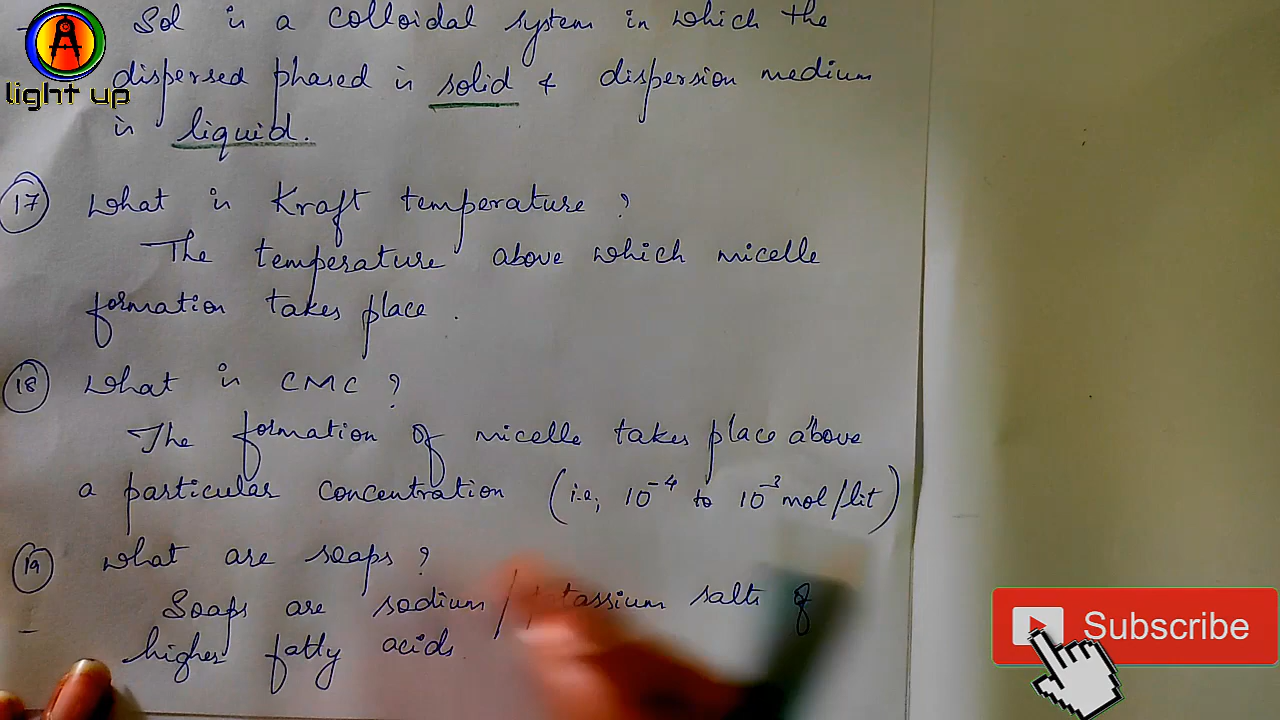 Sol is a colloidal system in which the
dispersed phased is solid & dispersion medium
is liquid.
light up
17 What is Kraft temperature ?
The temperature above which micelle
formation takes place .
18 What is CMC ?
The formation of micelle takes place above
a particular concentration (i.e, 10⁻⁴ to 10⁻³ mol/lit)
19 What are soaps ?
Soaps are sodium / salts of
higher fatty acids.
Subscribe